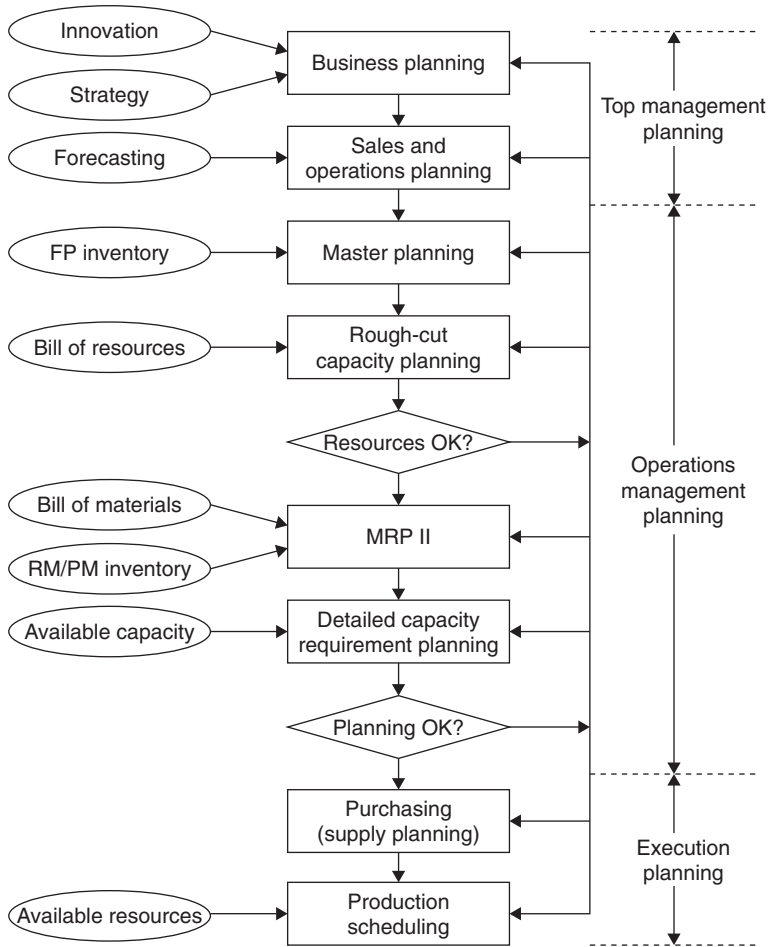 Innovation
Strategy
Business planning
Top management
planning
Forecasting
Sales and
operations planning
FP inventory
Master planning
Bill of resources
Rough-cut
capacity planning
Resources OK?
Operations
management
planning
Bill of materials
RM/PM inventory
MRP II
Available capacity
Detailed capacity
requirement planning
Planning OK?
Purchasing
(supply planning)
Execution
planning
Available resources
Production
scheduling